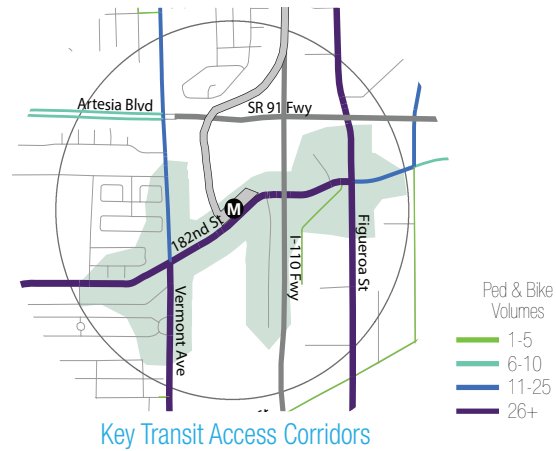 Artesia Blvd
SR 91 Fwy
182nd St
M
I-110 Fwy
Figueroa St
Vermont Ave
Ped & Bike
Volumes
1-5
6-10
11-25
26+
Key Transit Access Corridors